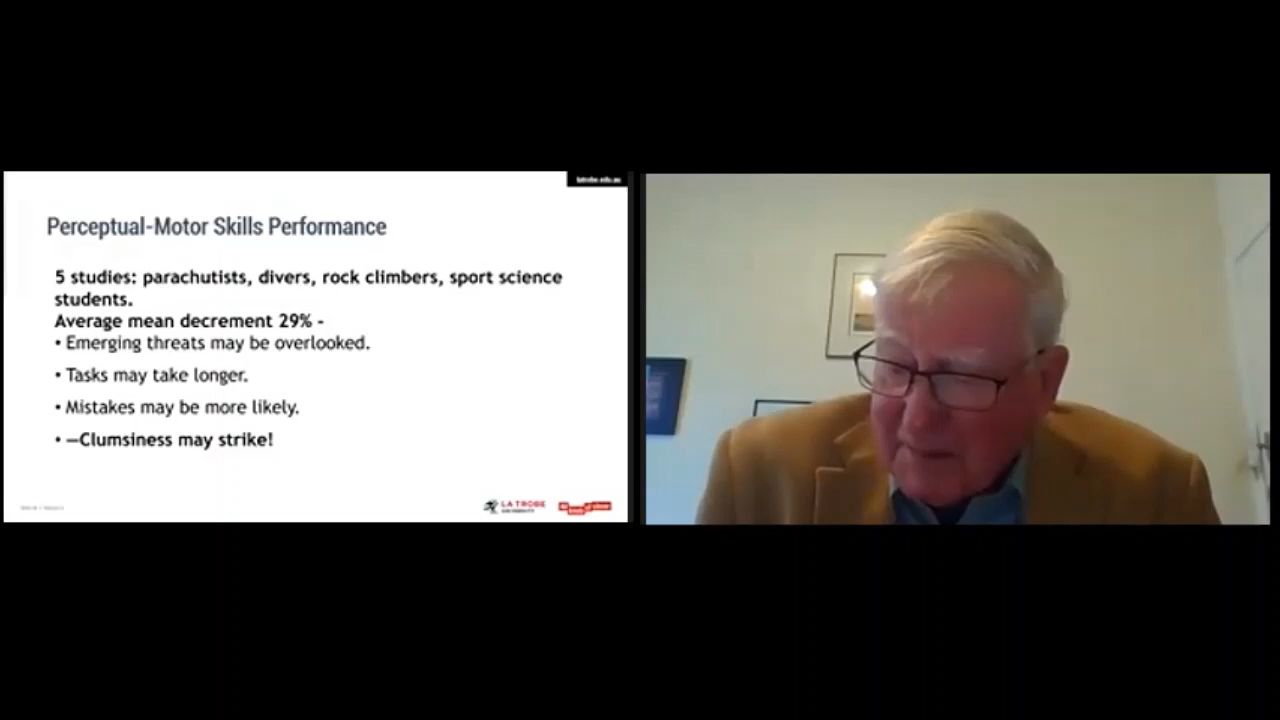 latrobe.edu.au
Perceptual-Motor Skills Performance
5 studies: parachutists, divers, rock climbers, sport science
students.
Average mean decrement 29% -
• Emerging threats may be overlooked.
• Tasks may take longer.
• Mistakes may be more likely.
• —Clumsiness may strike!
LA TROBE
UNIVERSITY